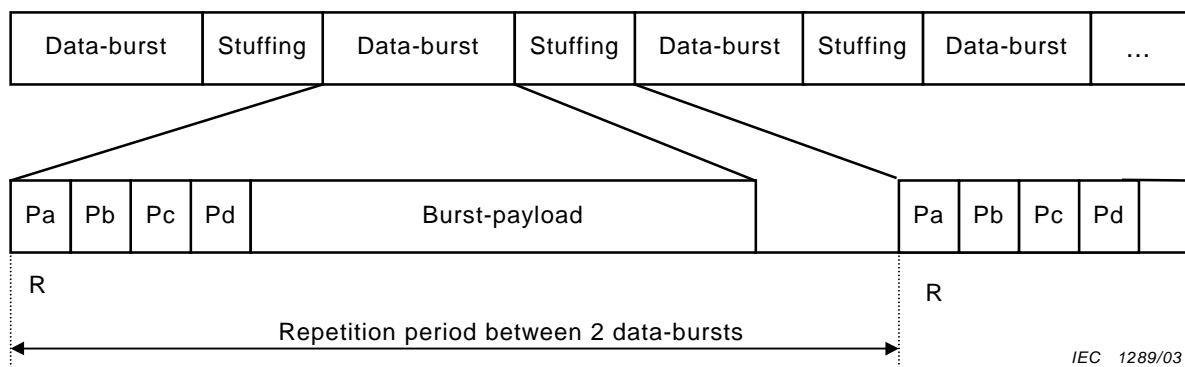 Data-burst Stuffing Data-burst Stuffing Data-burst Stuffing Data-burst ...
Pa Pb Pc Pd Burst-payload Pa Pb Pc Pd
R R
Repetition period between 2 data-bursts
IEC 1289/03